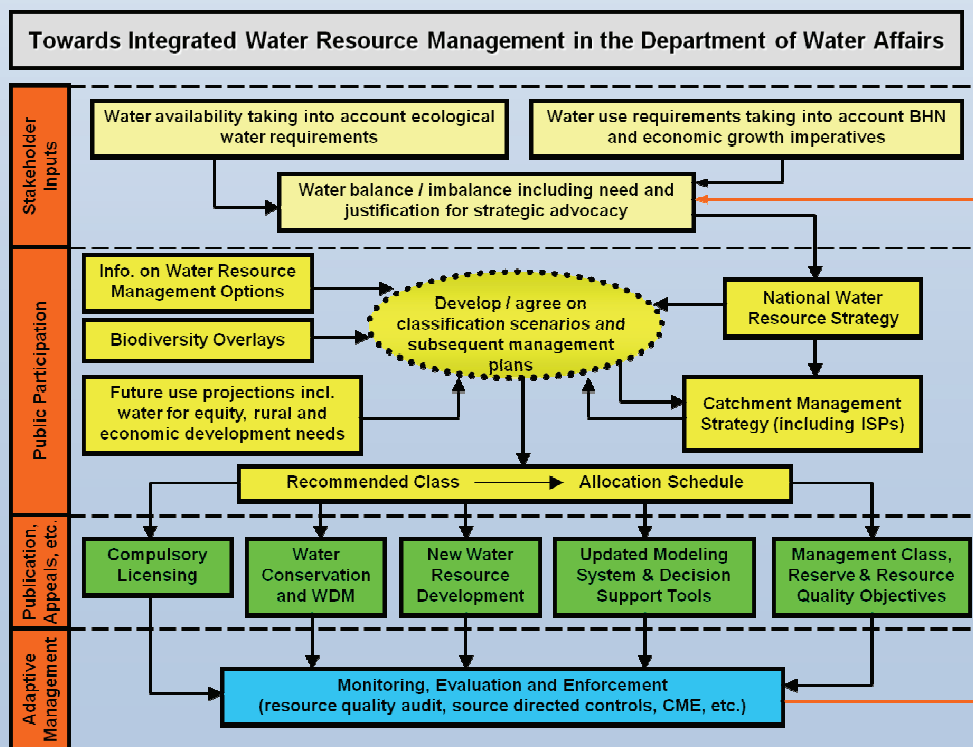 Towards Integrated Water Resource Management in the Department of Water Affairs
Stakeholder
Inputs
Water availability taking into account ecological
water requirements
Water use requirements taking into account BHN
and economic growth imperatives
Water balance / imbalance including need and
justification for strategic advocacy
Public Participation
Info. on Water Resource
Management Options
Biodiversity Overlays
Future use projections incl.
water for equity, rural and
economic development needs
Develop / agree on
classification scenarios and
subsequent management
plans
National Water
Resource Strategy
Catchment Management
Strategy (including ISPs)
Recommended Class
Allocation Schedule
Publication,
Appeals, etc.
Compulsory
Licensing
Water
Conservation
and WDM
New Water
Resource
Development
Updated Modeling
System & Decision
Support Tools
Management Class,
Reserve & Resource
Quality Objectives
Adaptive
Management
Monitoring, Evaluation and Enforcement
(resource quality audit, source directed controls, CME, etc.)